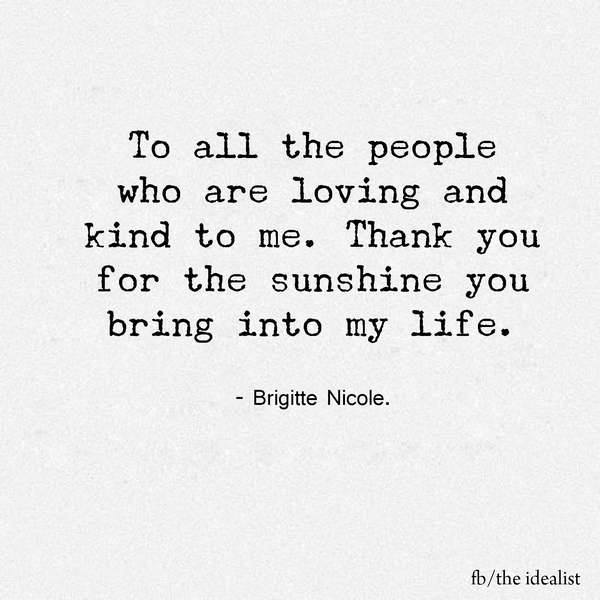 To all the people
who are loving and
kind to me. Thank you
for the sunshine you
bring into my life.
- Brigitte Nicole.
fb/the idealist